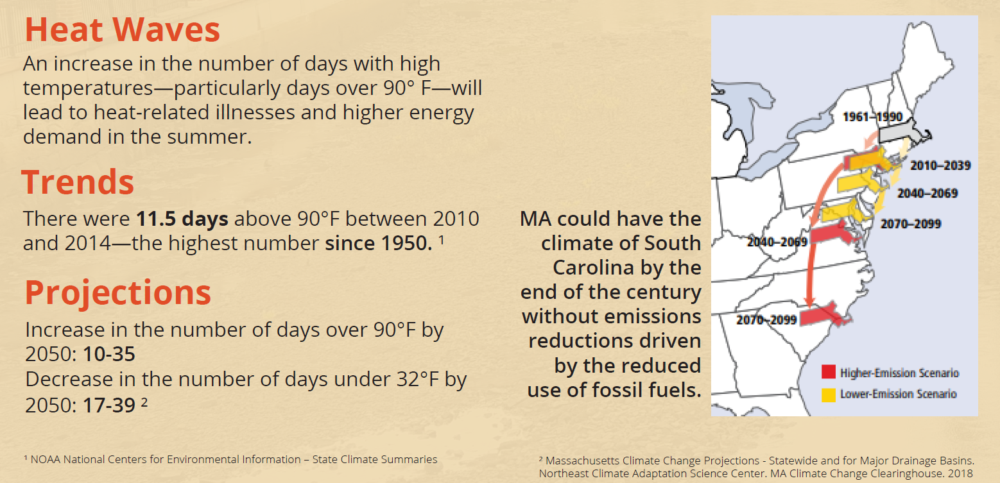 Heat Waves
An increase in the number of days with high
temperatures—particularly days over 90° F—will
lead to heat-related illnesses and higher energy
demand in the summer.
Trends
There were 11.5 days above 90°F between 2010
and 2014—the highest number since 1950. ¹
Projections
Increase in the number of days over 90°F by
2050: 10-35
Decrease in the number of days under 32°F by
2050: 17-39 ²
MA could have the
climate of South
Carolina by the
end of the century
without emissions
reductions driven
by the reduced
use of fossil fuels.
1961–1990
2010–2039
2040–2069
2070–2099
2040–2069
2070–2099
Higher-Emission Scenario
Lower-Emission Scenario
¹ NOAA National Centers for Environmental Information – State Climate Summaries
² Massachusetts Climate Change Projections - Statewide and for Major Drainage Basins.
Northeast Climate Adaptation Science Center. MA Climate Change Clearinghouse. 2018